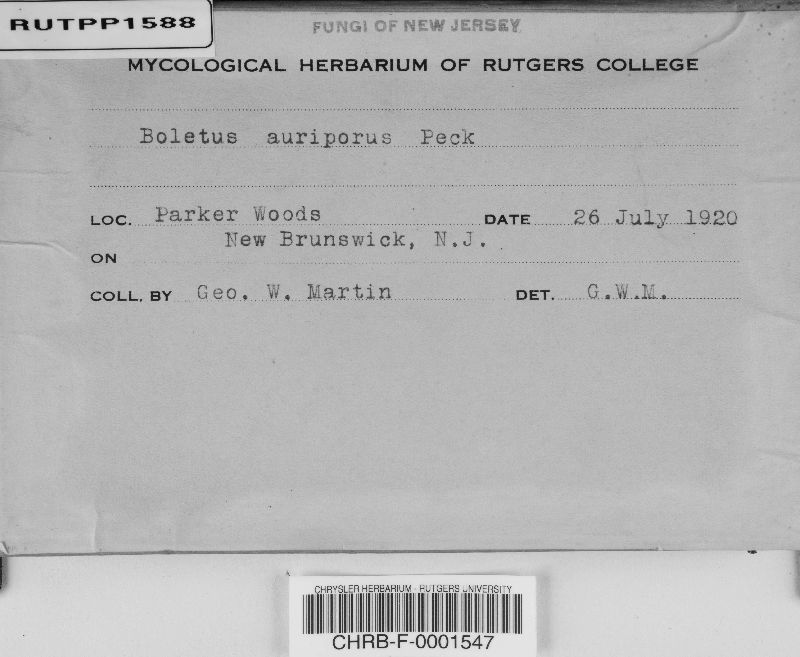 RUTPP1588
FUNGI OF NEW JERSEY
MYCOLOGICAL HERBARIUM OF RUTGERS COLLEGE
Boletus auriporus Peck
LOC. Parker Woods DATE 26 July 1920
New Brunswick, N.J.
ON
COLL. BY Geo. W. Martin DET. G.W.M.
CHRYSLER HERBARIUM - RUTGERS UNIVERSITY
CHRB-F-0001547